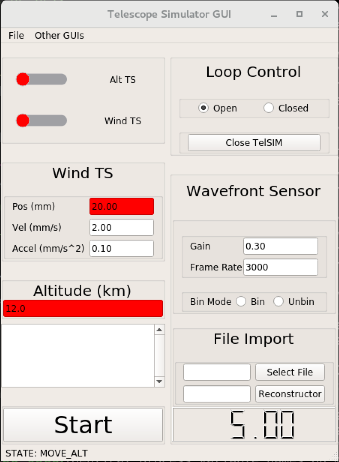 Telescope Simulator GUI
File Other GUIs
Alt TS
Wind TS
Loop Control
Open Closed
Close TelSIM
Wind TS
Pos (mm) 20.00
Vel (mm/s) 2.00
Accel (mm/s^2) 0.10
Wavefront Sensor
Gain 0.30
Frame Rate 3000
Bin Mode Bin Unbin
Altitude (km)
12.0
File Import
Select File
Reconstructor
Start
5.00
STATE: MOVE_ALT